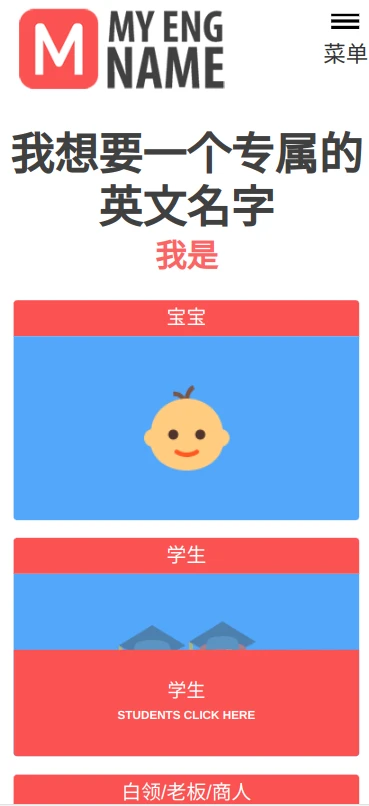 M MY ENG
NAME
菜单
我想要一个专属的
英文名字
我是
宝宝
学生
学生
STUDENTS CLICK HERE
白领/老板/商人